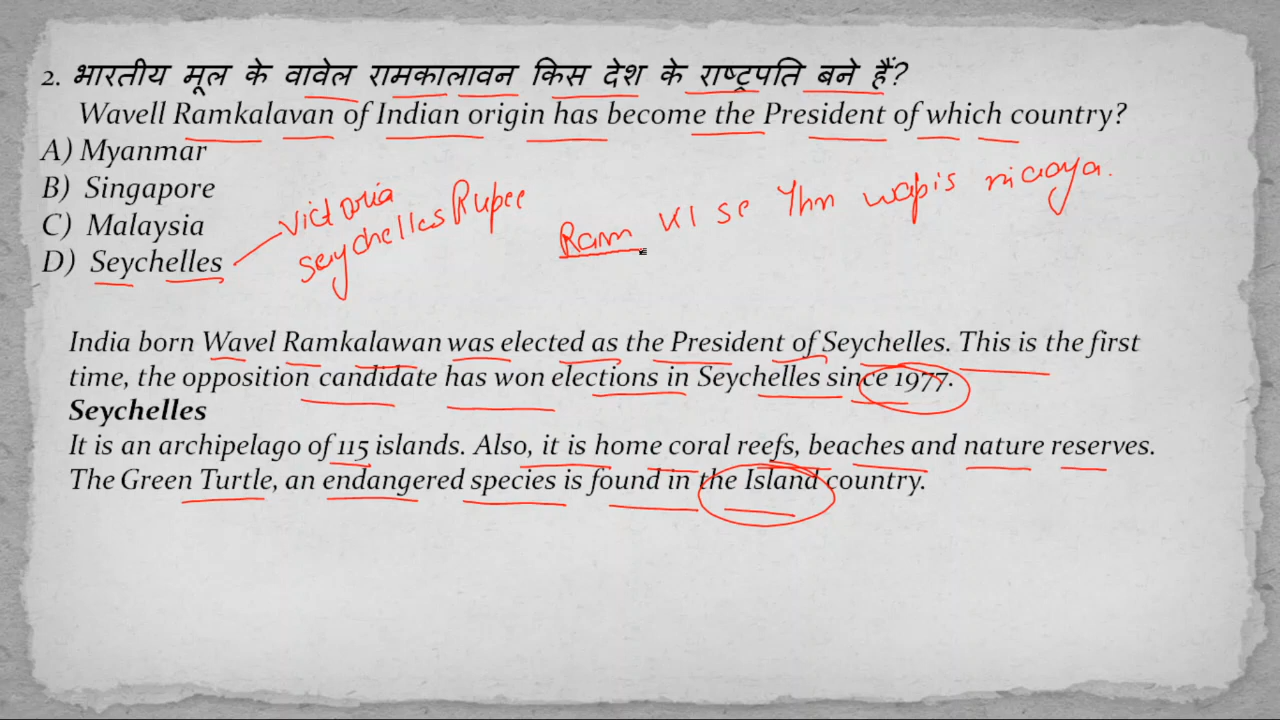 2. भारतीय मूल के वावेल रामकालावन किस देश के राष्ट्रपति बने हैं?
Wavell Ramkalavan of Indian origin has become the President of which country?
A) Myanmar
B) Singapore
C) Malaysia
D) Seychelles
Victoria
Seychelles Rupee
Ram se wapis
India born Wavel Ramkalawan was elected as the President of Seychelles. This is the first
time, the opposition candidate has won elections in Seychelles since 1977.
Seychelles
It is an archipelago of 115 islands. Also, it is home coral reefs, beaches and nature reserves.
The Green Turtle, an endangered species is found in the Island country.